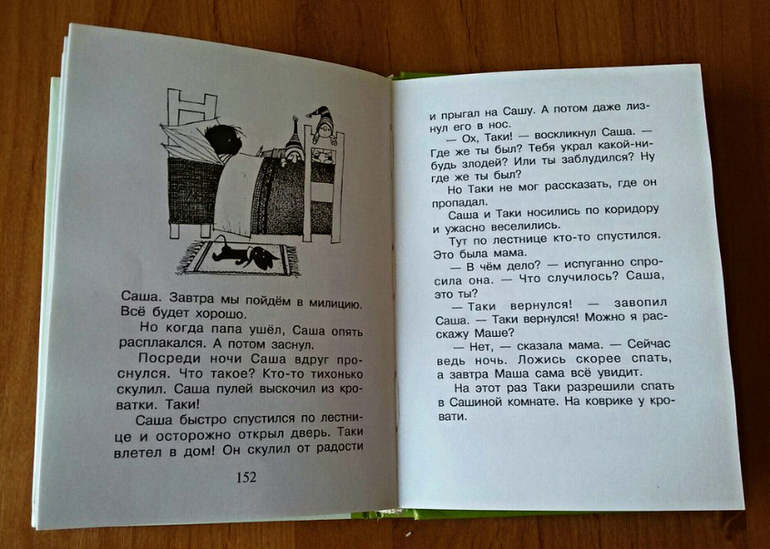 Саша. Завтра мы пойдём в милицию.
Всё будет хорошо.
Но когда папа ушёл, Саша опять
расплакался. А потом заснул.
Посреди ночи Саша вдруг про-
снулся. Что такое? Кто-то тихонько
скулил. Саша пулей выскочил из кро-
ватки. Таки!
Саша быстро спустился по лестни-
це и осторожно открыл дверь. Таки
влетел в дом! Он скулил от радости
152
и прыгал на Сашу. А потом даже лиз-
нул его в нос.
— Ох, Таки! — воскликнул Саша. —
Где же ты был? Тебя украл какой-ни-
будь злодей? Или ты заблудился? Ну
где же ты был?
Но Таки не мог рассказать, где он
пропадал.
Саша и Таки носились по коридору
и ужасно веселились.
Тут по лестнице кто-то спустился.
Это была мама.
— В чём дело? — испуганно спро-
сила она. — Что случилось? Саша,
это ты?
— Таки вернулся! — завопил
Саша. — Таки вернулся! Можно я рас-
скажу Маше?
— Нет, — сказала мама. — Сейчас
ведь ночь. Ложись скорее спать,
а завтра Маша сама всё увидит.
На этот раз Таки разрешили спать
в Сашиной комнате. На коврике у кро-
вати.